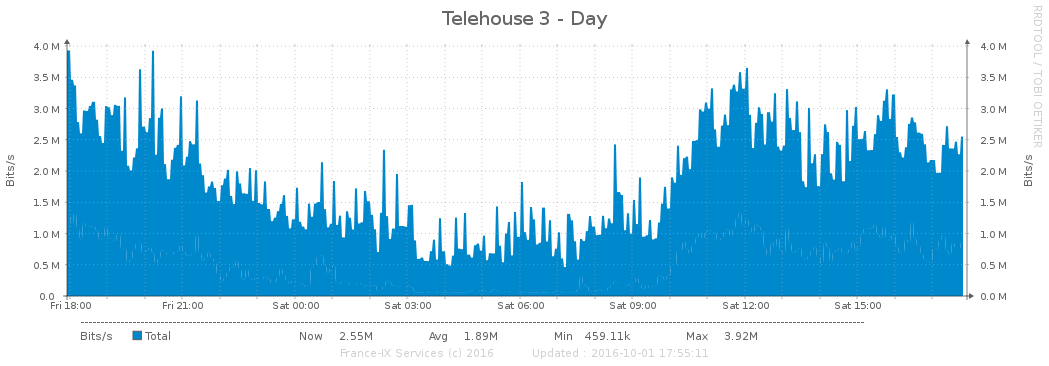 Telehouse 3 - Day
RRDTOOL / TOBI OETIKER
4.0 M
3.5 M
3.0 M
2.5 M
2.0 M
1.5 M
1.0 M
0.5 M
0.0
Bits/s
4.0 M
3.5 M
3.0 M
2.5 M
2.0 M
1.5 M
1.0 M
0.5 M
0.0 M
Bits/s
Fri 18:00 Fri 21:00 Sat 00:00 Sat 03:00 Sat 06:00 Sat 09:00 Sat 12:00 Sat 15:00
Bits/s Total Now 2.55M Avg 1.89M Min 459.11k Max 3.92M
France-IX Services (c) 2016 Updated : 2016-10-01 17:55:11